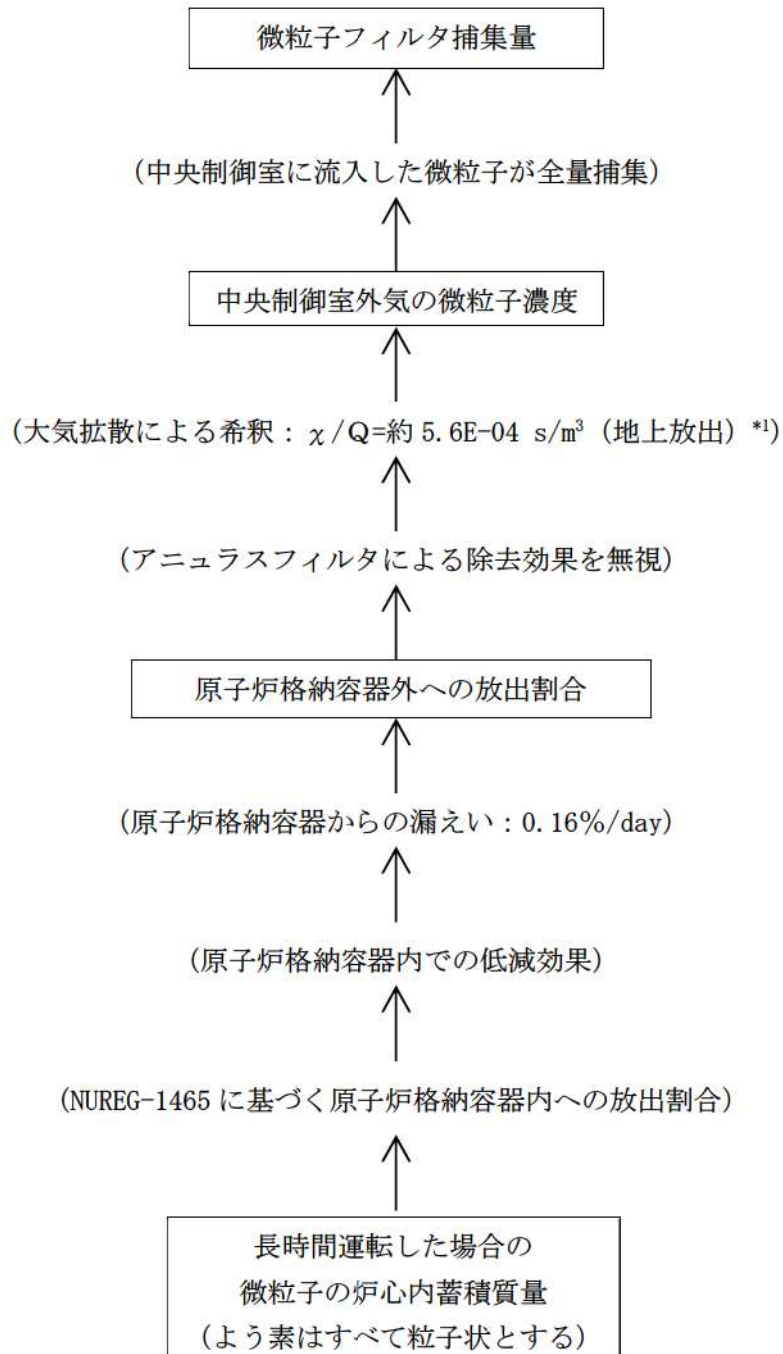 微粒子フィルタ捕集量
(中央制御室に流入した微粒子が全量捕集)
中央制御室外気の微粒子濃度
(大気拡散による希釈：χ/Q=約 5.6E-04 s/m³（地上放出）*1)
(アニュラスフィルタによる除去効果を無視)
原子炉格納容器外への放出割合
(原子炉格納容器からの漏えい：0.16%/day)
(原子炉格納容器内での低減効果)
(NUREG-1465 に基づく原子炉格納容器内への放出割合)
長時間運転した場合の
微粒子の炉心内蓄積質量
(よう素はすべて粒子状とする)